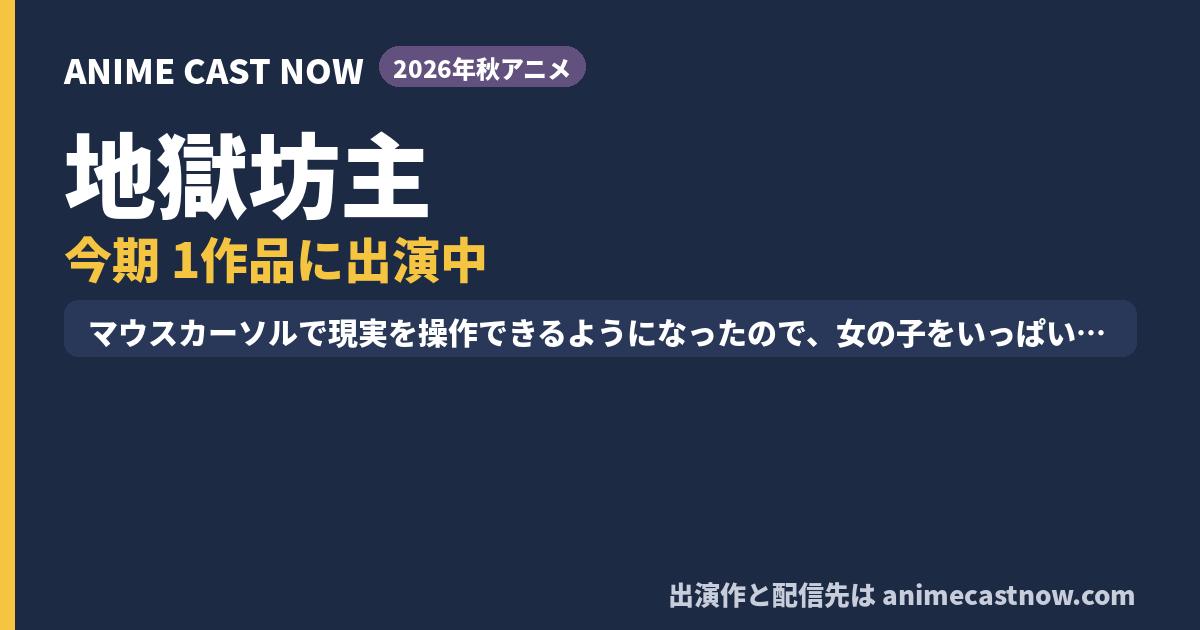 ANIME CAST NOW 2026年秋アニメ
地獄坊主
今期 1作品に出演中
マウスカーソルで現実を操作できるようになったので、女の子をいっぱい…
出演作と配信先は animecastnow.com